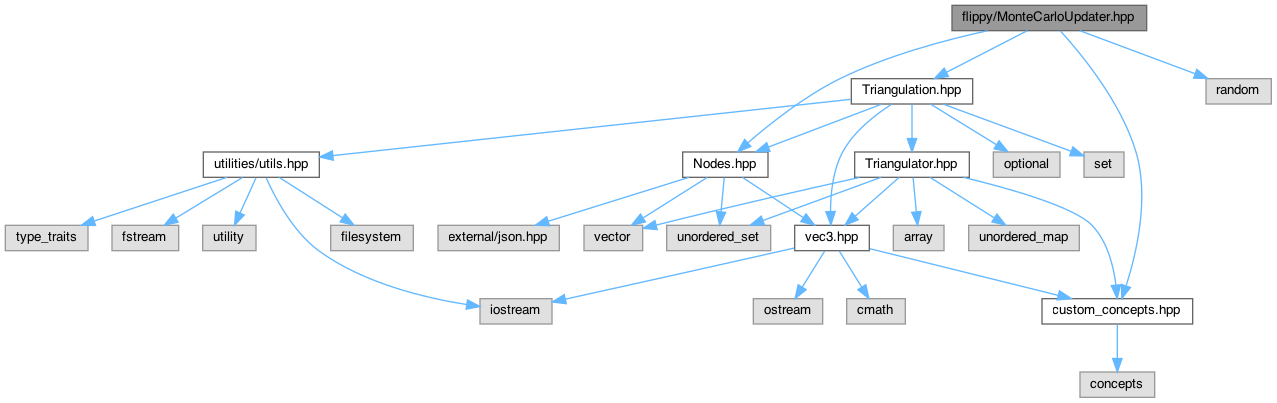 flippy/MonteCarloUpdater.hpp
Triangulation.hpp
random
utilities/utils.hpp
Nodes.hpp
Triangulator.hpp
optional
set
type_traits
fstream
utility
filesystem
external/json.hpp
vector
unordered_set
vec3.hpp
array
unordered_map
iostream
ostream
cmath
custom_concepts.hpp
concepts